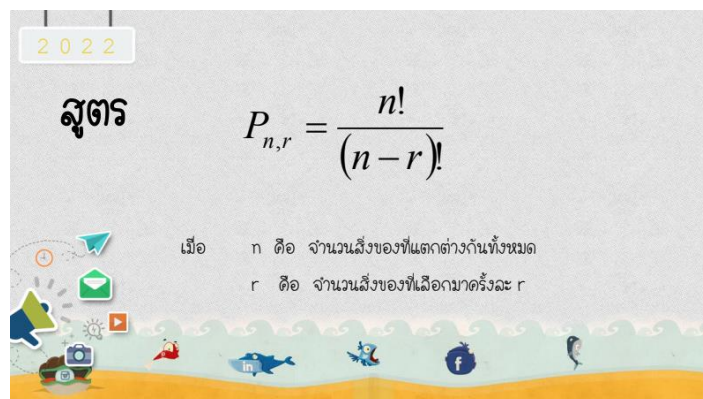 2022
สูตร
P_{n,r} = \frac{n!}{(n-r)!}
เมื่อ n คือ จำนวนสิ่งของที่แตกต่างกันทั้งหมด
r คือ จำนวนสิ่งของที่เลือกมาครั้งละ r
in
f